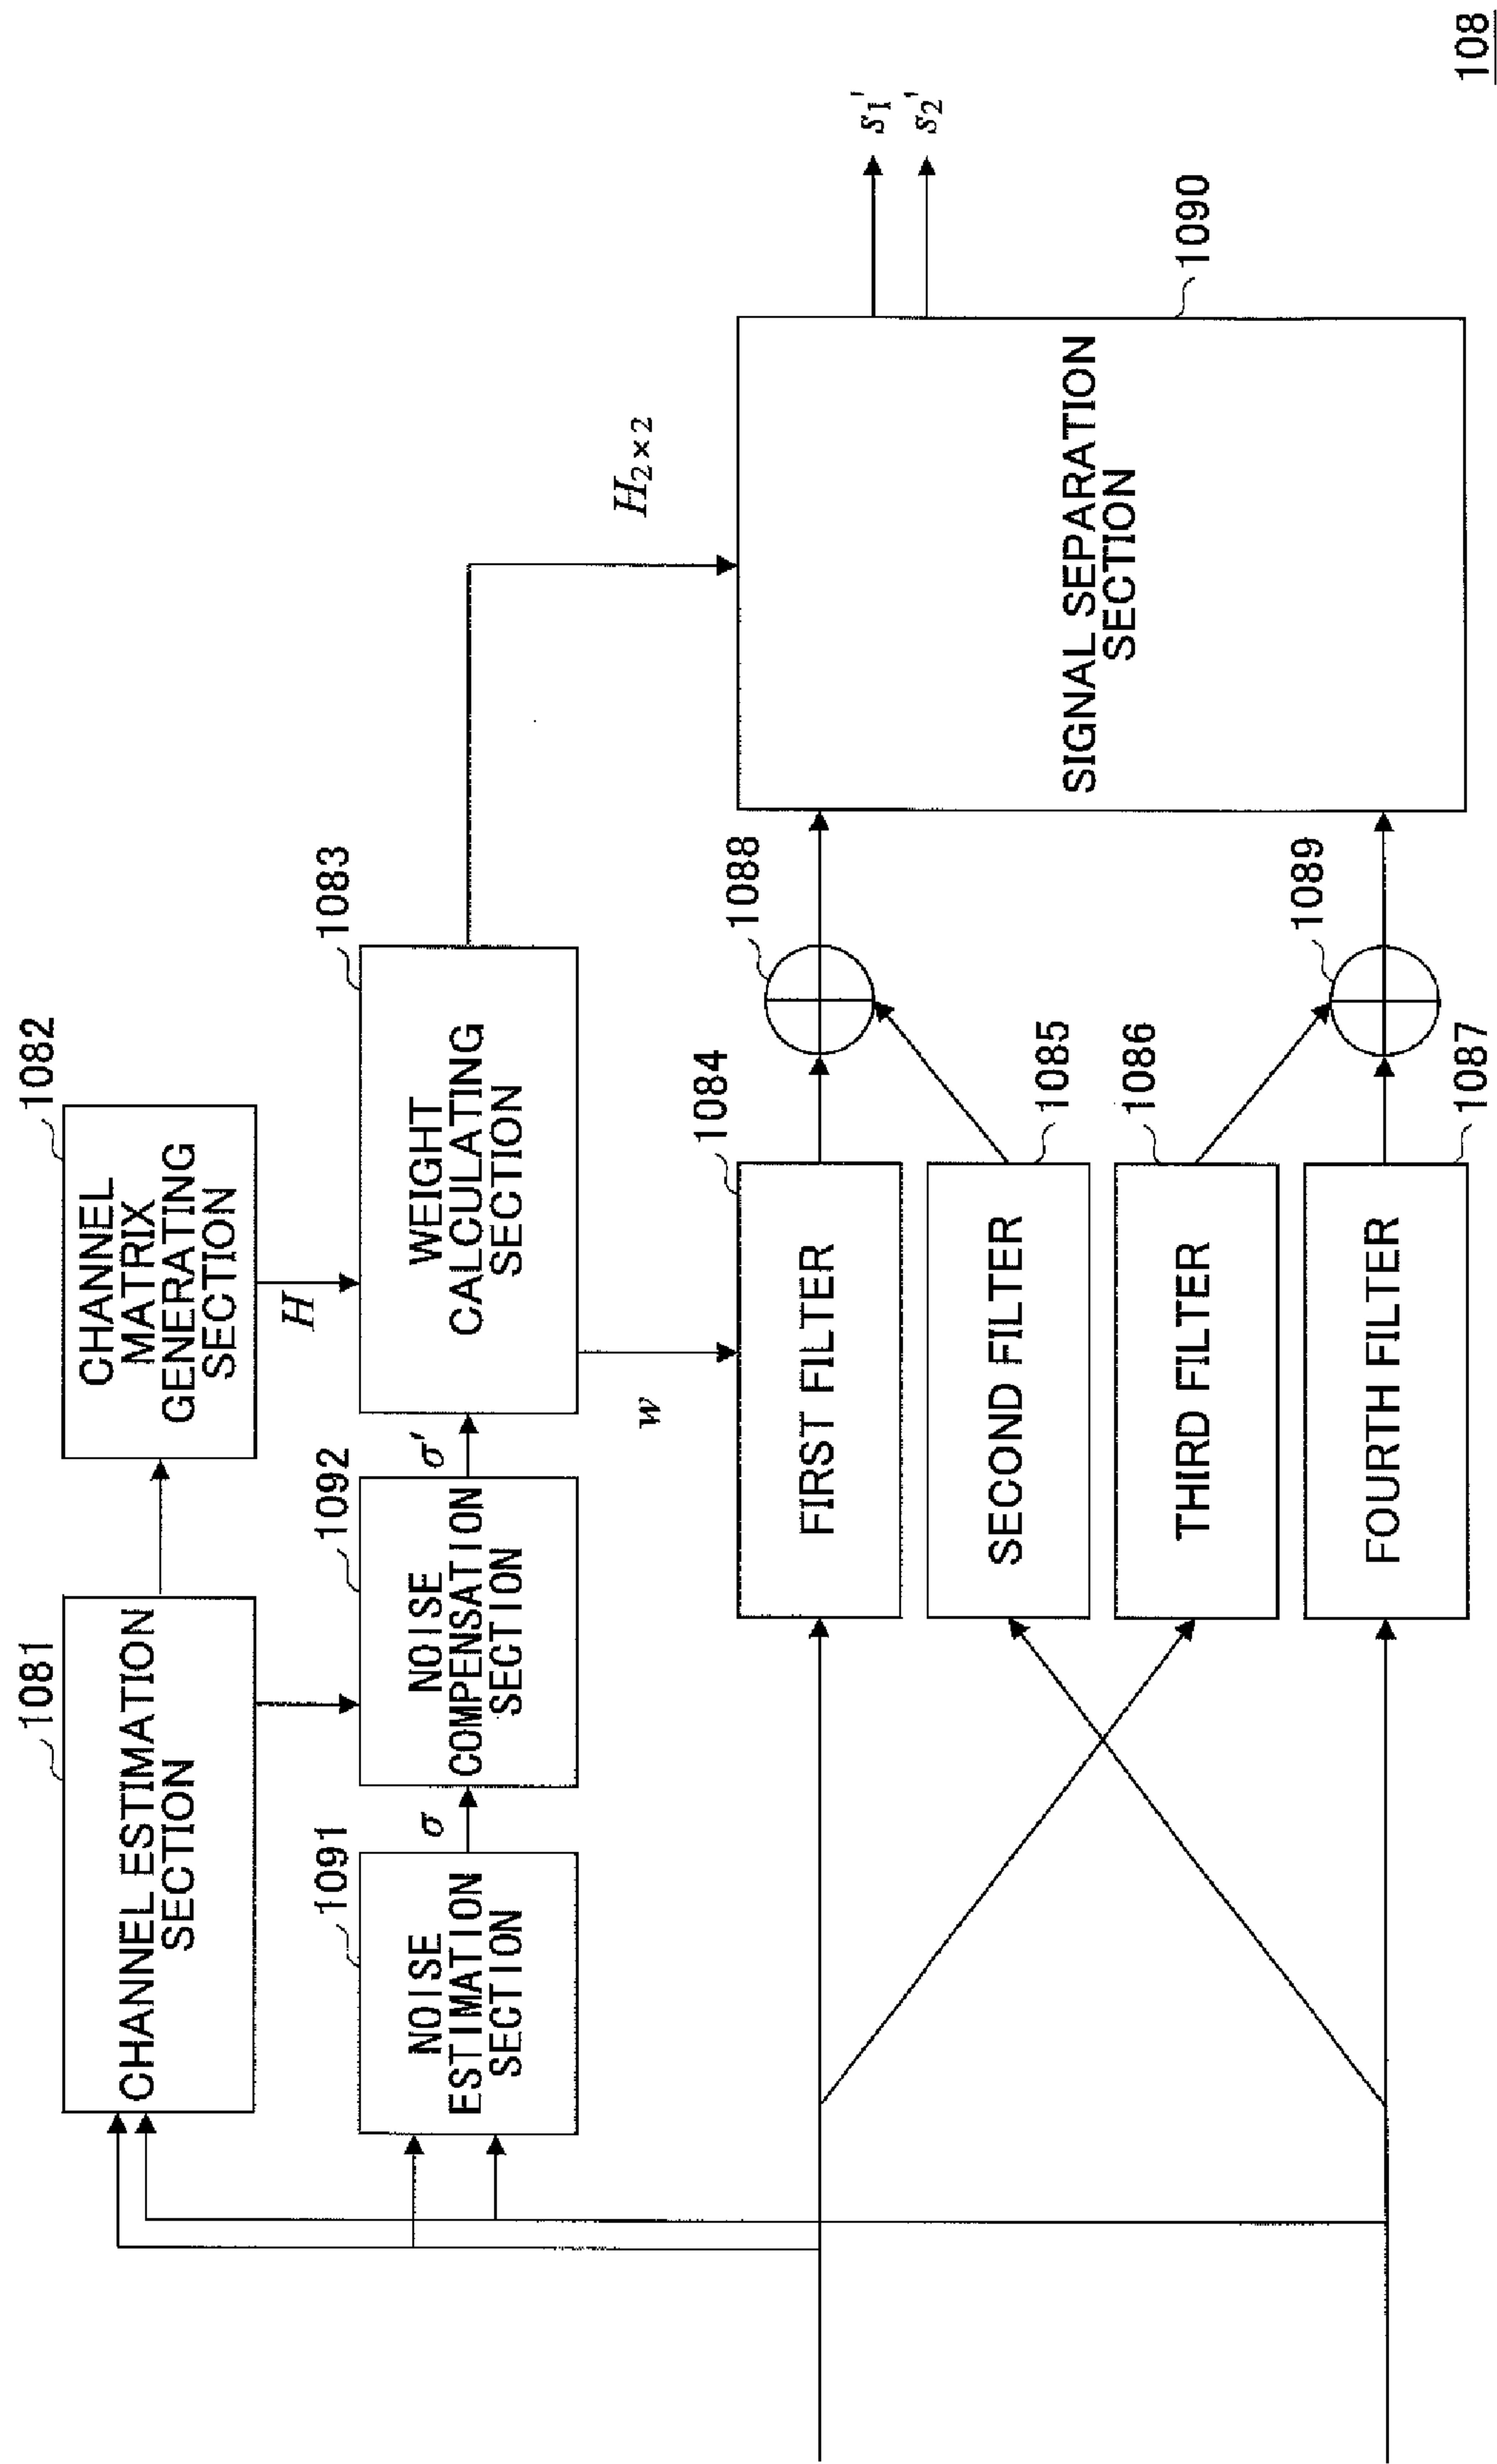 1081
CHANNEL ESTIMATION
SECTION
1082
CHANNEL
MATRIX
GENERATING
SECTION
H
1091
NOISE
ESTIMATION
SECTION
σ
1092
NOISE
COMPENSATION
SECTION
σ'
1083
WEIGHT
CALCULATING
SECTION
w
H2×2
1084
FIRST FILTER
1085
SECOND FILTER
1086
THIRD FILTER
1087
FOURTH FILTER
1088
1089
SIGNAL SEPARATION
SECTION
1090
s1'
s2'
108